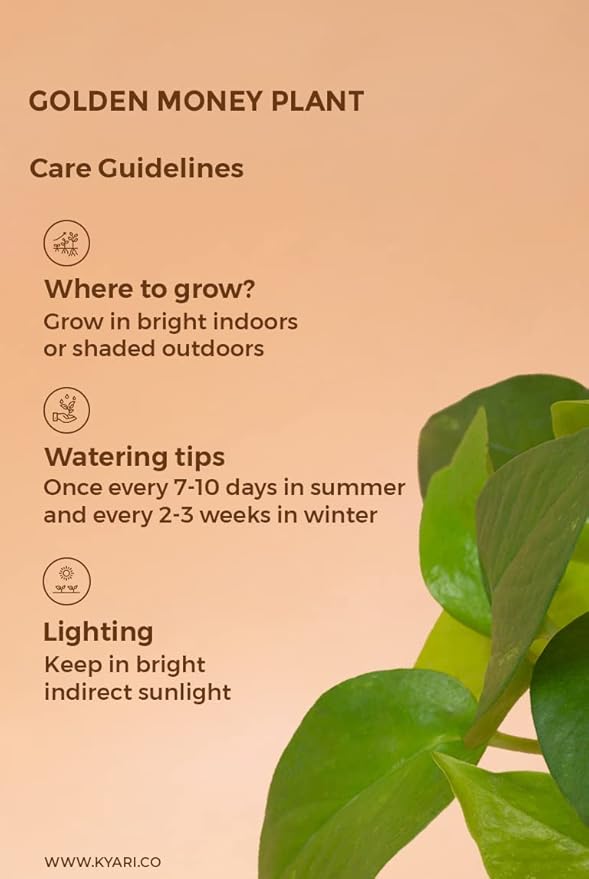 GOLDEN MONEY PLANT
Care Guidelines
Where to grow?
Grow in bright indoors
or shaded outdoors
Watering tips
Once every 7-10 days in summer
and every 2-3 weeks in winter
Lighting
Keep in bright
indirect sunlight
WWW.KYARI.CO